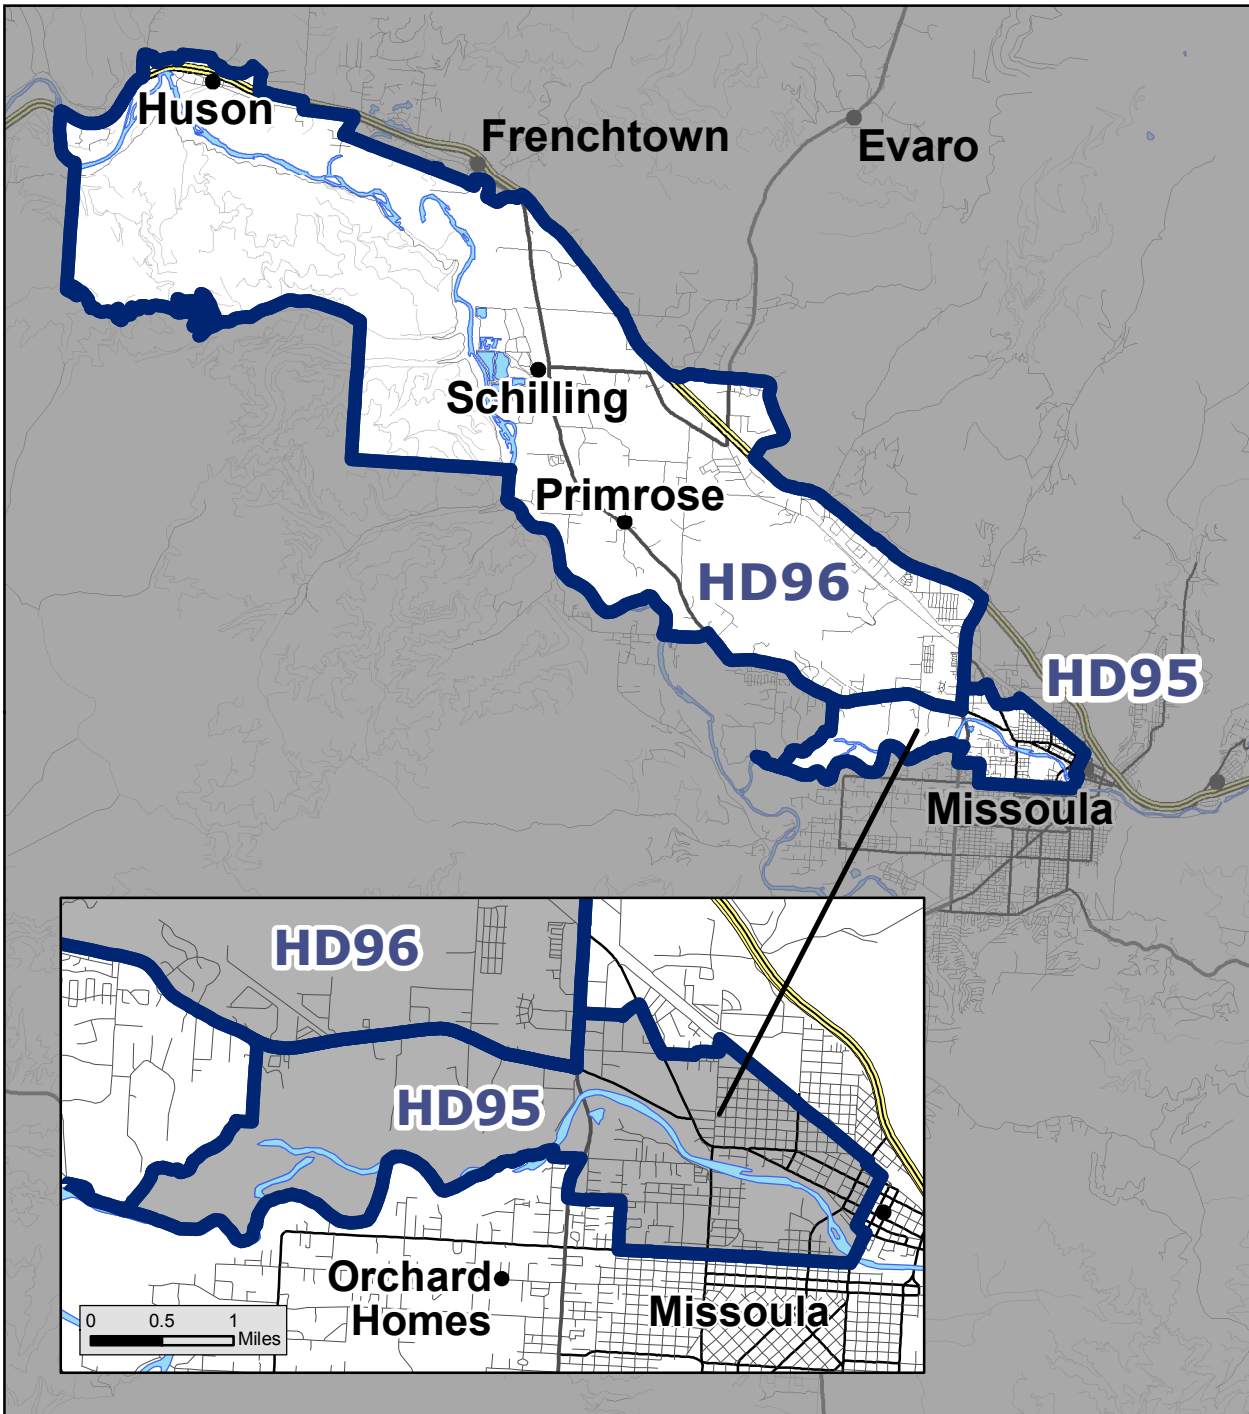 Huson
Frenchtown
Evaro
Schilling
Primrose
HD96
HD95
Missoula
HD96
HD95
Orchard
Homes
Missoula
0 0.5 1
Miles